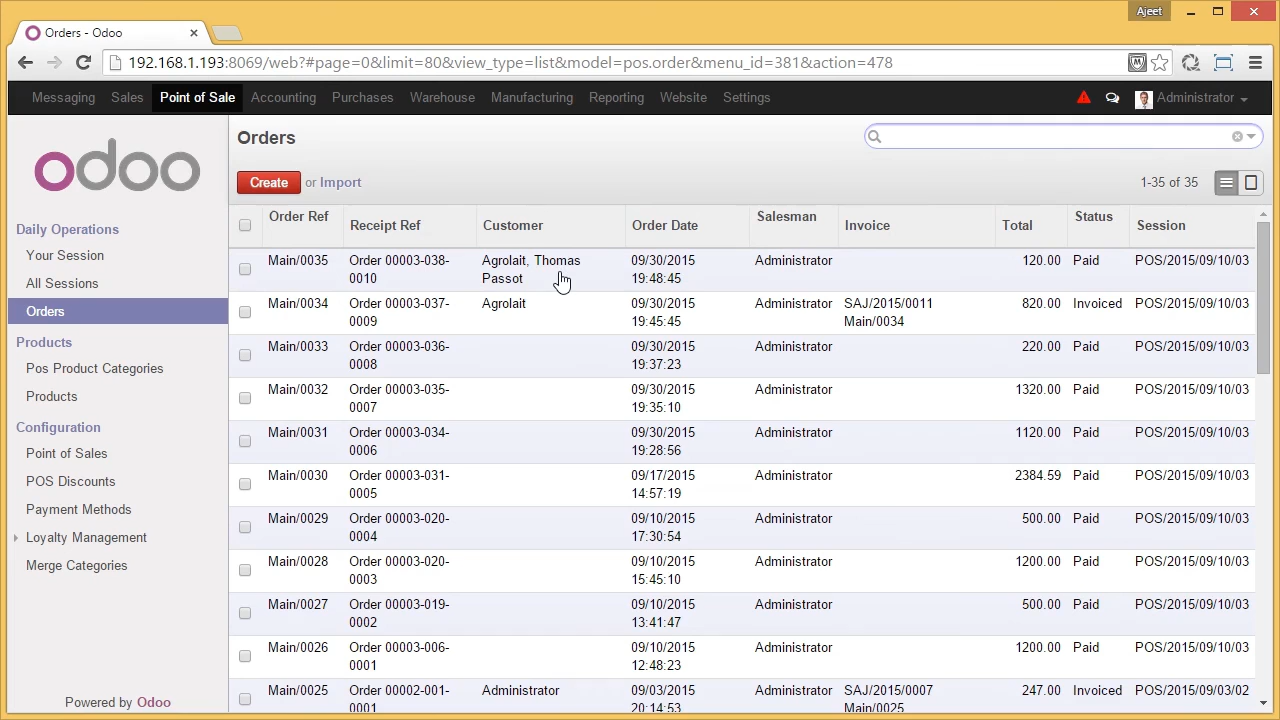 Ajeet
Orders - Odoo
192.168.1.193:8069/web?#page=0&limit=80&view_type=list&model=pos.order&menu_id=381&action=478
Messaging Sales Point of Sale Accounting Purchases Warehouse Manufacturing Reporting Website Settings Administrator
odoo
Daily Operations
Your Session
All Sessions
Orders
Products
Pos Product Categories
Products
Configuration
Point of Sales
POS Discounts
Payment Methods
Loyalty Management
Merge Categories
Powered by Odoo
Orders
Create or Import 1-35 of 35
Order Ref Receipt Ref Customer Order Date Salesman Invoice Total Status Session
Main/0035 Order 00003-038- Agrolait, Thomas 09/30/2015 Administrator 120.00 Paid POS/2015/09/10/03
0010 Passot 19:48:45
Main/0034 Order 00003-037- Agrolait 09/30/2015 Administrator SAJ/2015/0011 820.00 Invoiced POS/2015/09/10/03
0009 19:45:45 Main/0034
Main/0033 Order 00003-036- 09/30/2015 Administrator 220.00 Paid POS/2015/09/10/03
0008 19:37:23
Main/0032 Order 00003-035- 09/30/2015 Administrator 1320.00 Paid POS/2015/09/10/03
0007 19:35:10
Main/0031 Order 00003-034- 09/30/2015 Administrator 1120.00 Paid POS/2015/09/10/03
0006 19:28:56
Main/0030 Order 00003-031- 09/17/2015 Administrator 2384.59 Paid POS/2015/09/10/03
0005 14:57:19
Main/0029 Order 00003-020- 09/10/2015 Administrator 500.00 Paid POS/2015/09/10/03
0004 17:30:54
Main/0028 Order 00003-020- 09/10/2015 Administrator 1200.00 Paid POS/2015/09/10/03
0003 15:45:10
Main/0027 Order 00003-019- 09/10/2015 Administrator 500.00 Paid POS/2015/09/10/03
0002 13:41:47
Main/0026 Order 00003-006- 09/10/2015 Administrator 1200.00 Paid POS/2015/09/10/03
0001 12:48:23
Main/0025 Order 00002-001- Administrator 09/03/2015 Administrator SAJ/2015/0007 247.00 Invoiced POS/2015/09/03/02
0001 20:14:53 Main/0025